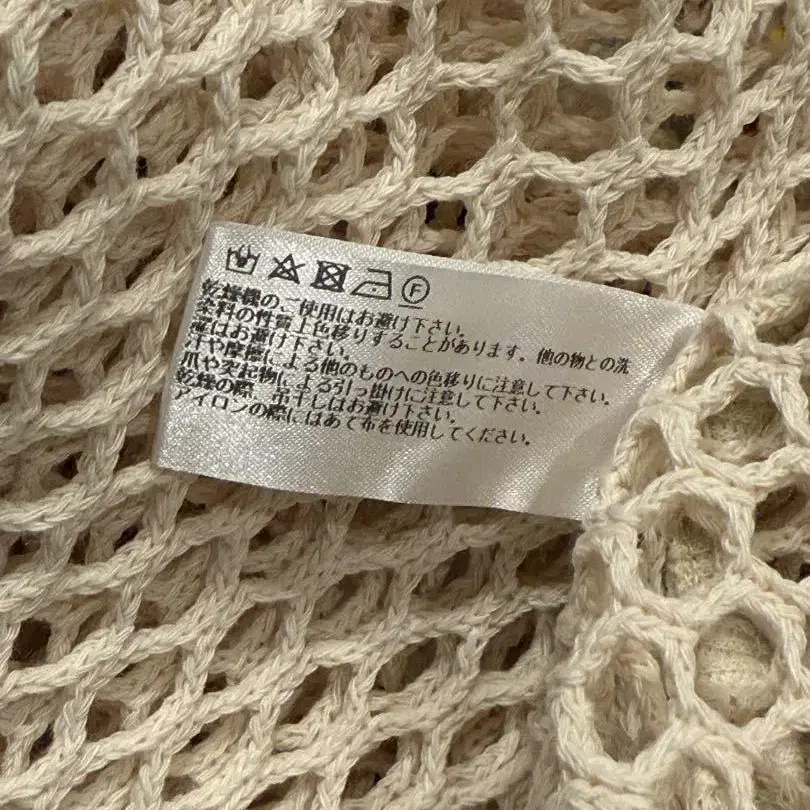 F
乾燥機のご使用はお避け下さい。
染料の性質上色移りすることがあります。他の物との洗
濯はお避け下さい。
汗や摩擦による他のものへの色移りに注意して下さい。
爪や突起物による引っ掛けに注意して下さい。
乾燥の際、吊干しはお避け下さい。
アイロンの際にはあて布を使用してください。